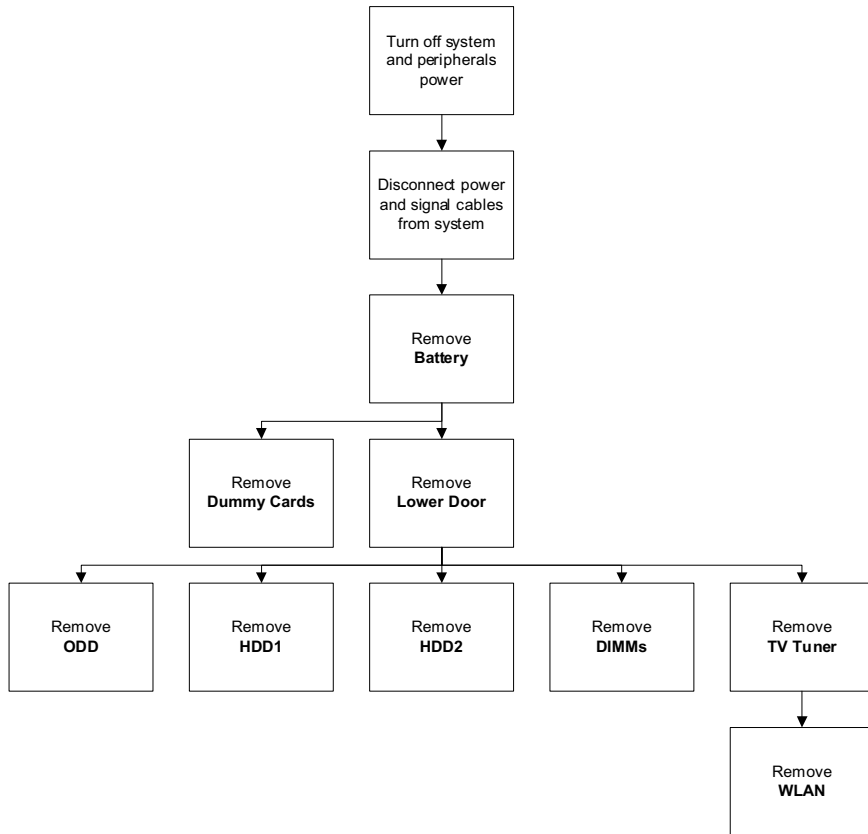 Turn off system
and peripherals
power
Disconnect power
and signal cables
from system
Remove
Battery
Remove
Dummy Cards
Remove
Lower Door
Remove
ODD
Remove
HDD1
Remove
HDD2
Remove
DIMMs
Remove
TV Tuner
Remove
WLAN